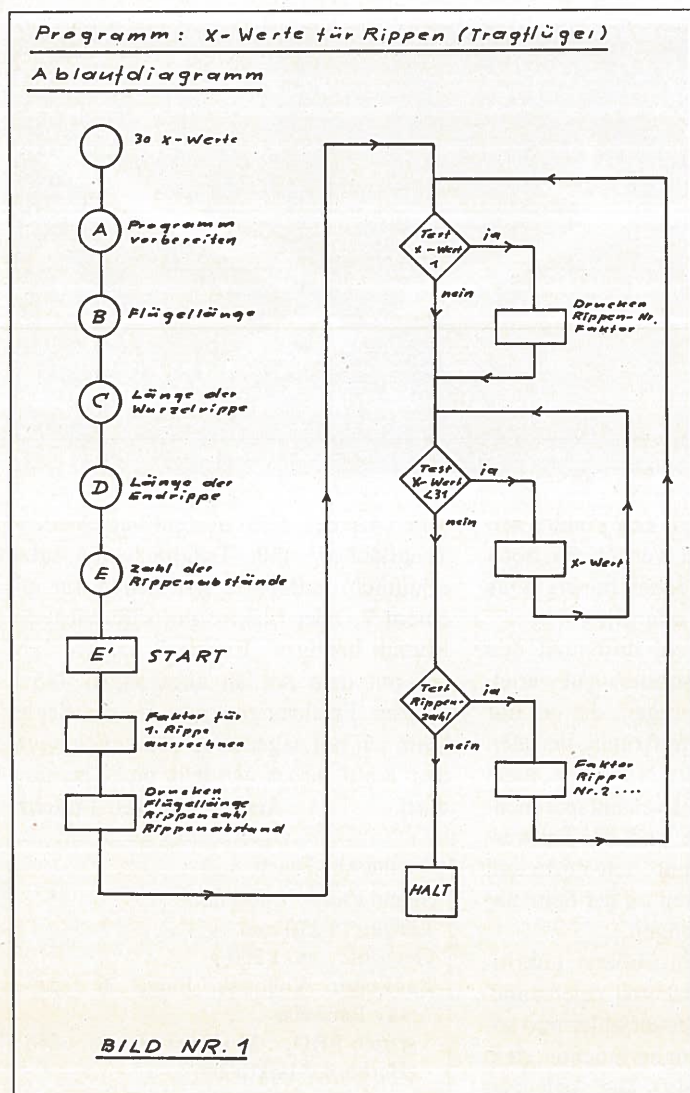 Programm: X-Werte für Rippen (Tragflügel)
Ablaufdiagramm
30 X-Werte
A
Programm
vorbereiten
B
Flügellänge
C
Länge der
Wurzelrippe
D
Länge der
Endrippe
E
Zahl der
Rippenabstände
E'
START
Faktor für
1. Rippe
ausrechnen
Drucken
Flügellänge
Rippenzahl
Rippenabstand
Test
X-Wert
1
ja
nein
Drucken
Rippen-Nr.
Faktor
Test
X-Wert
<31
ja
nein
X-Wert
Test
Rippen-
zahl
ja
nein
Faktor
Rippe
Nr. 2 ....
HALT
BILD NR. 1